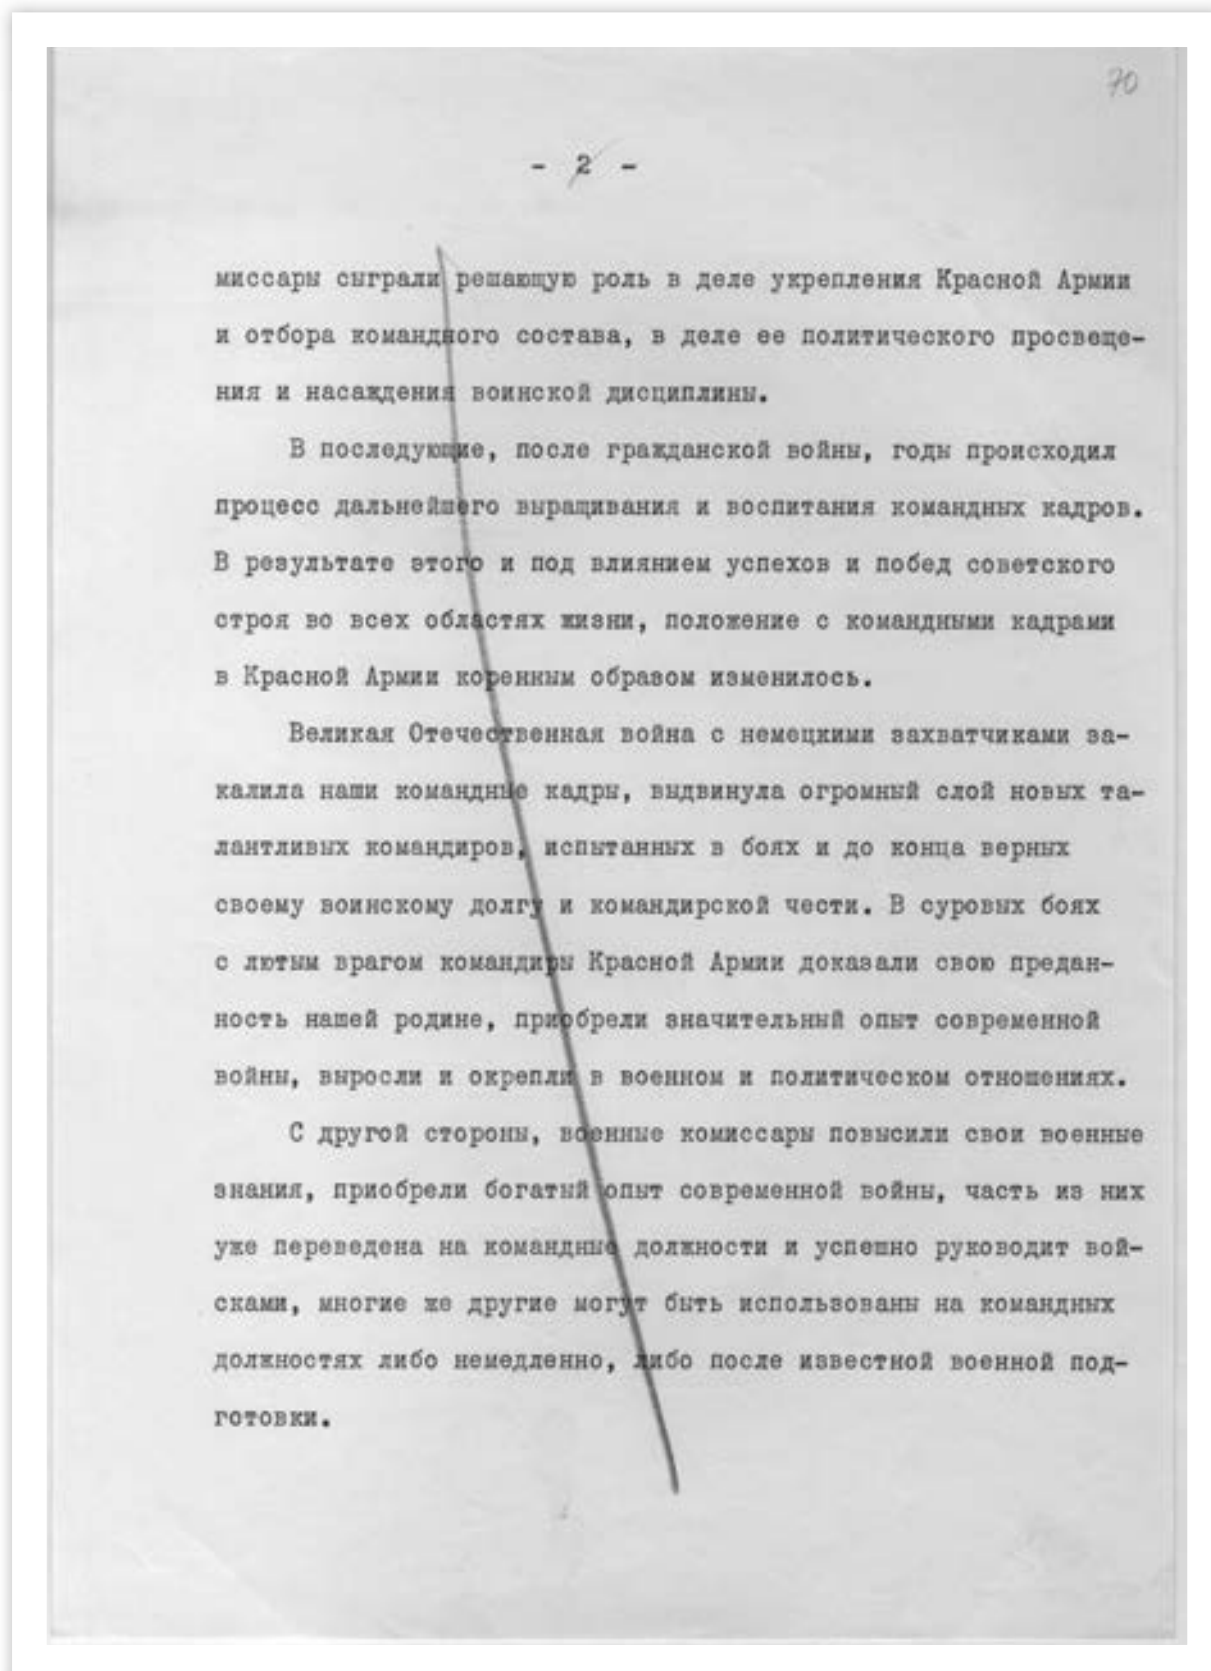 70
- 2 -
миссары сыграли решающую роль в деле укрепления Красной Армии
и отбора командного состава, в деле ее политического просвеще-
ния и насаждения воинской дисциплины.
В последующие, после гражданской войны, годы происходил
процесс дальнейшего выращивания и воспитания командных кадров.
В результате этого и под влиянием успехов и побед советского
строя во всех областях жизни, положение с командными кадрами
в Красной Армии коренным образом изменилось.
Великая Отечественная война с немецкими захватчиками за-
калила наши командные кадры, выдвинула огромный слой новых та-
лантливых командиров, испытанных в боях и до конца верных
своему воинскому долгу и командирской чести. В суровых боях
с лютым врагом командиры Красной Армии доказали свою предан-
ность нашей родине, приобрели значительный опыт современной
войны, выросли и окрепли в военном и политическом отношениях.
С другой стороны, военные комиссары повысили свои военные
знания, приобрели богатый опыт современной войны, часть из них
уже переведена на командные должности и успешно руководит вой-
сками, многие же другие могут быть использованы на командных
должностях либо немедленно, либо после известной военной под-
готовки.